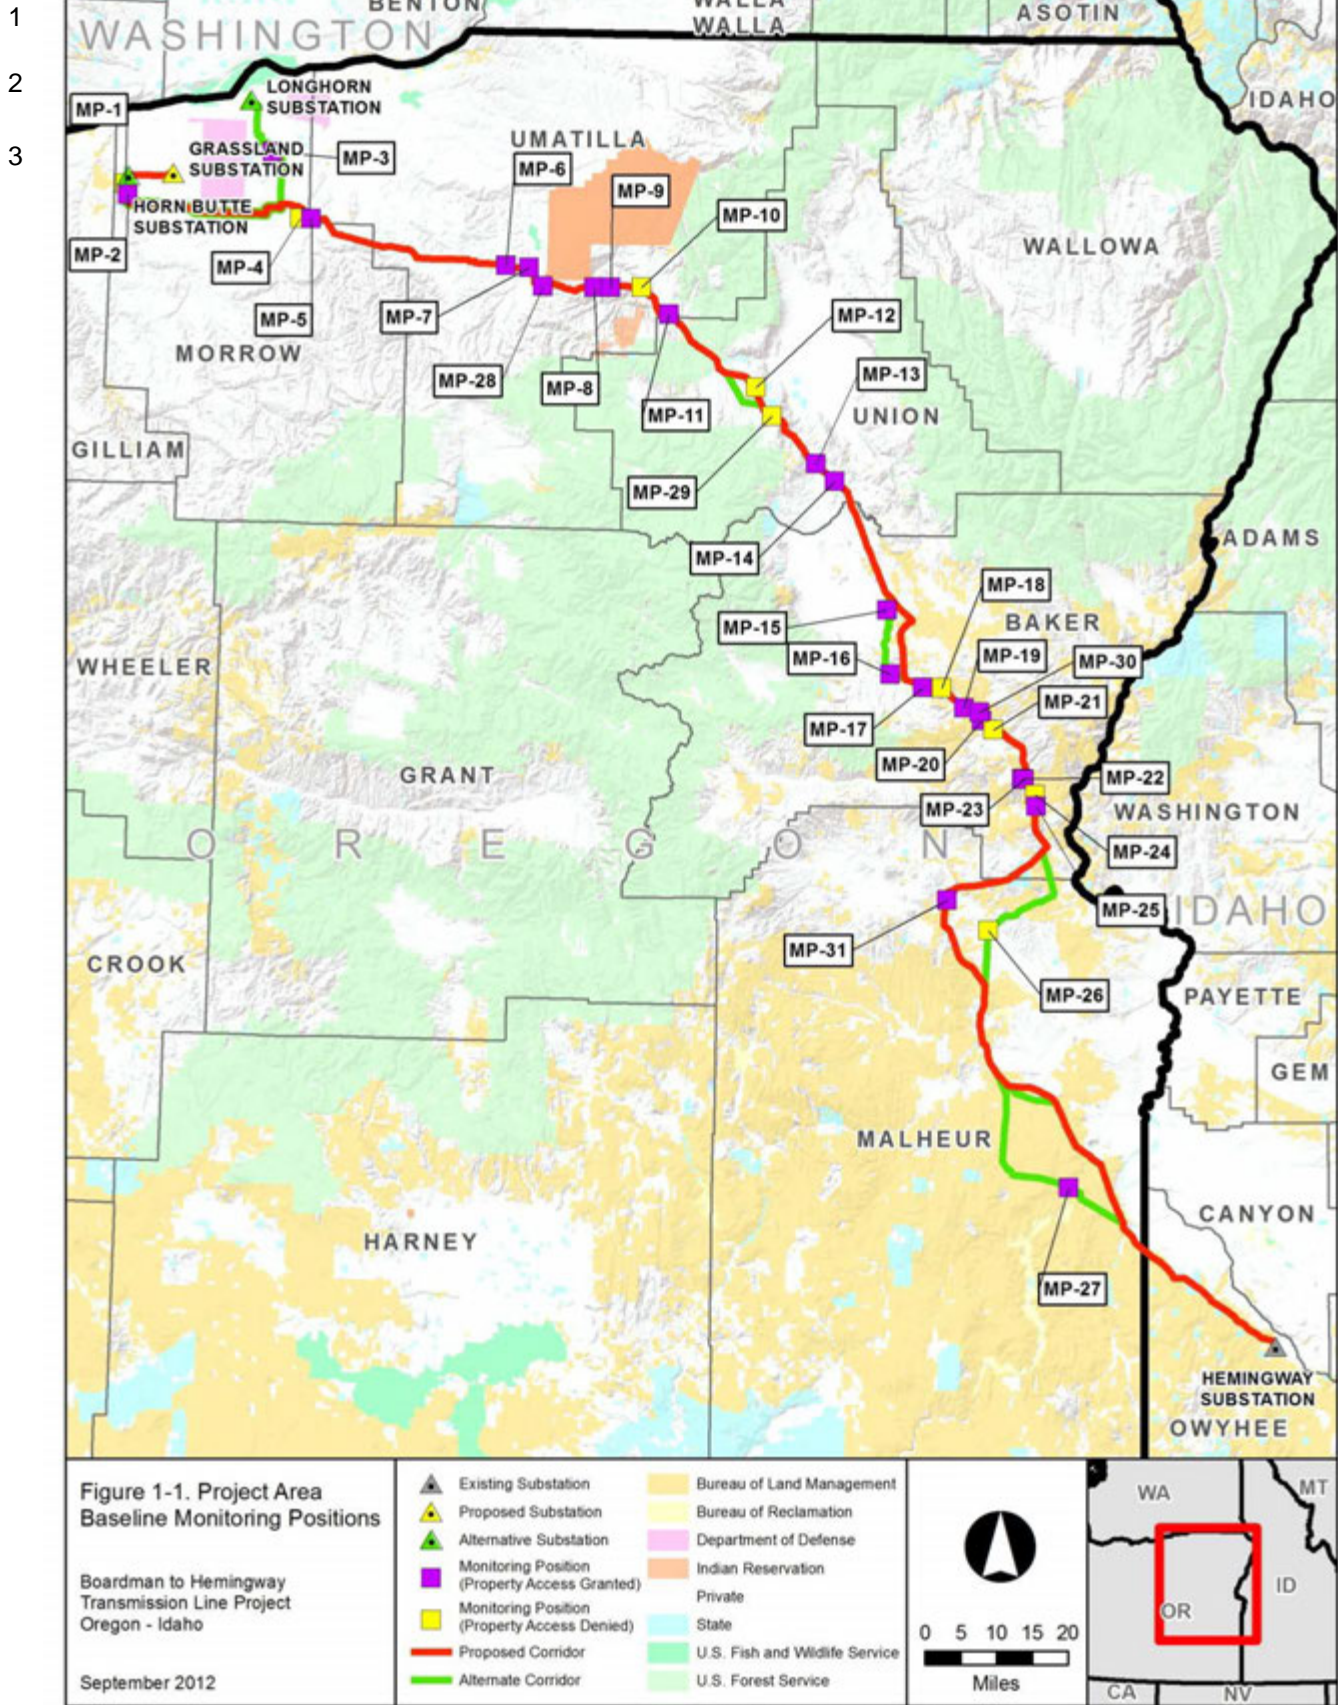 1
2
3
BENTON
WALLA
WALLA
ASOTIN
WASHINGTON
IDAHO
MP-1
LONGHORN
SUBSTATION
GRASSLAND
SUBSTATION
MP-3
UMATILLA
MP-6
MP-9
MP-10
HORN BUTTE
SUBSTATION
MP-2
MP-4
WALLOWA
MP-5
MP-7
MP-12
MORROW
MP-28
MP-8
MP-11
MP-13
UNION
GILLIAM
MP-29
MP-14
ADAMS
MP-18
MP-15
BAKER
MP-16
MP-19
MP-30
WHEELER
MP-21
MP-17
MP-20
GRANT
MP-22
MP-23
WASHINGTON
OREGON
MP-24
MP-25
IDAHO
MP-31
CROOK
MP-26
PAYETTE
GEM
MALHEUR
CANYON
HARNEY
MP-27
HEMINGWAY
SUBSTATION
OWYHEE
Figure 1-1. Project Area
Baseline Monitoring Positions
Boardman to Hemingway
Transmission Line Project
Oregon - Idaho
September 2012
Existing Substation
Proposed Substation
Alternative Substation
Monitoring Position
(Property Access Granted)
Monitoring Position
(Property Access Denied)
Proposed Corridor
Alternate Corridor
Bureau of Land Management
Bureau of Reclamation
Department of Defense
Indian Reservation
Private
State
U.S. Fish and Wildlife Service
U.S. Forest Service
0 5 10 15 20
Miles
WA
MT
ID
OR
CA
NV